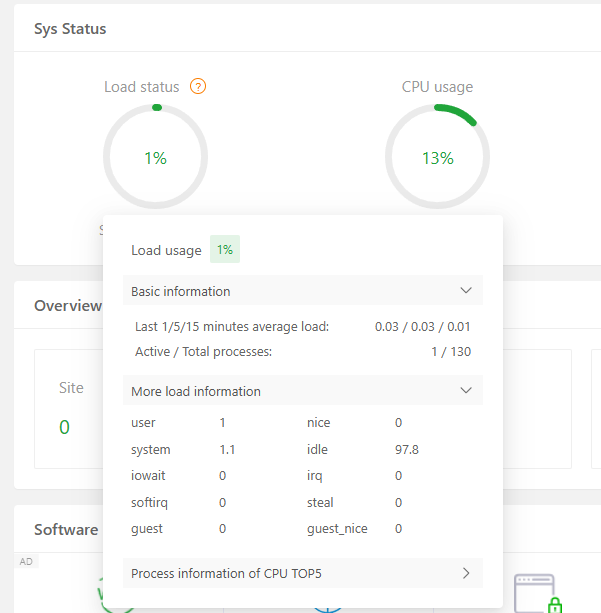 Sys Status
Load status ? CPU usage
1% 13%
S
Load usage 1%
Basic information
Last 1/5/15 minutes average load: 0.03 / 0.03 / 0.01
Active / Total processes: 1 / 130
More load information
user 1 nice 0
system 1.1 idle 97.8
iowait 0 irq 0
softirq 0 steal 0
guest 0 guest_nice 0
Process information of CPU TOP5
Overview
Site
0
Software
AD